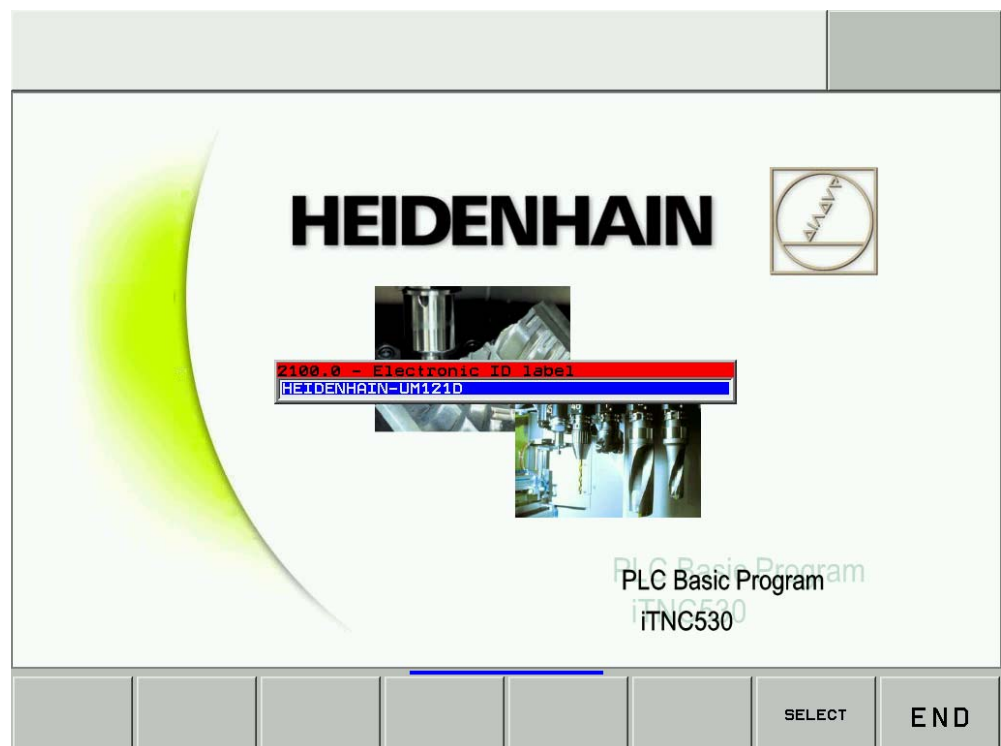 HEIDENHAIN
2100.0 - Electronic ID label
HEIDENHAIN-UM121D
PLC Basic Program
iTNC530
SELECT
END